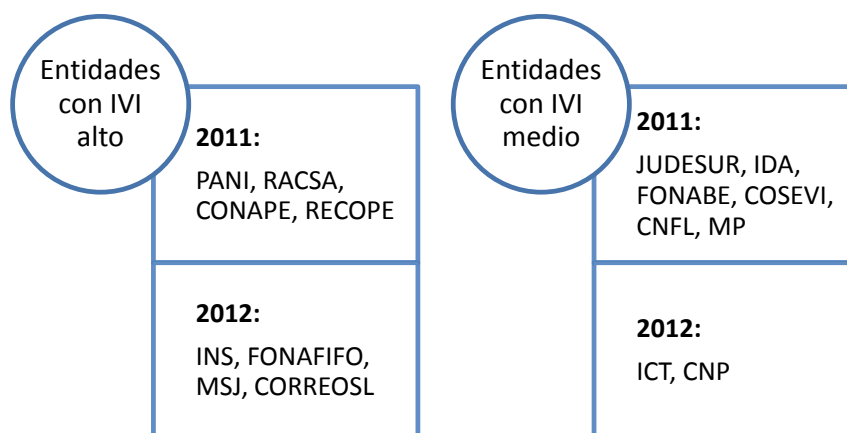 Entidades
con IVI
alto
2011:
PANI, RACSA,
CONAPE, RECOPE
2012:
INS, FONAFIFO,
MSJ, CORREOSL
Entidades
con IVI
medio
2011:
JUDESUR, IDA,
FONABE, COSEVI,
CNFL, MP
2012:
ICT, CNP